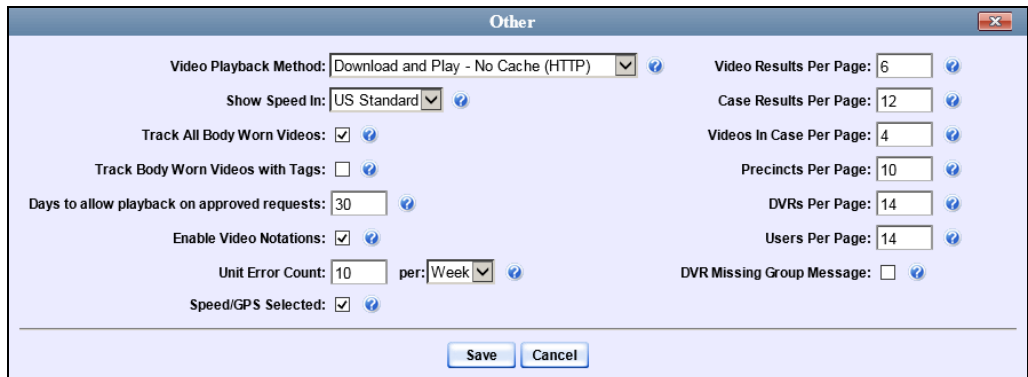 Other
Video Playback Method: Download and Play - No Cache (HTTP)
Show Speed In: US Standard
Track All Body Worn Videos:
Track Body Worn Videos with Tags:
Days to allow playback on approved requests: 30
Enable Video Notations:
Unit Error Count: 10 per: Week
Speed/GPS Selected:
Video Results Per Page: 6
Case Results Per Page: 12
Videos In Case Per Page: 4
Precincts Per Page: 10
DVRs Per Page: 14
Users Per Page: 14
DVR Missing Group Message:
Save Cancel